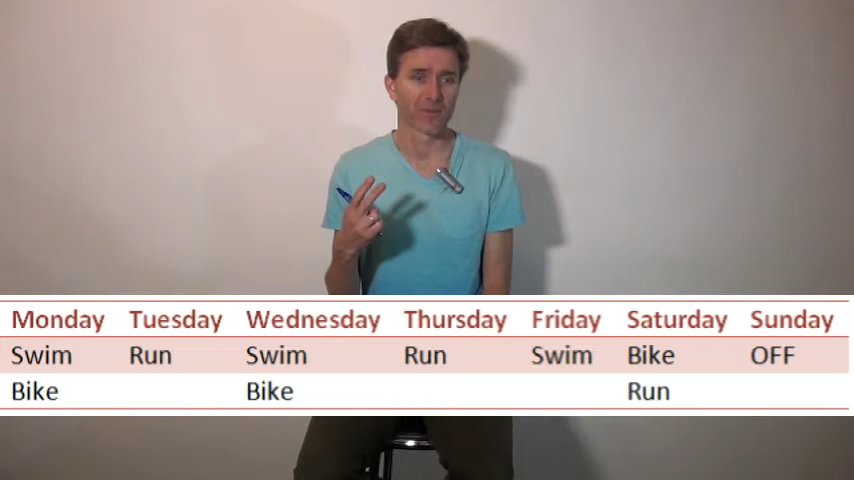 Monday Tuesday Wednesday Thursday Friday Saturday Sunday
Swim Run Swim Run Swim Bike OFF
Bike Bike Run